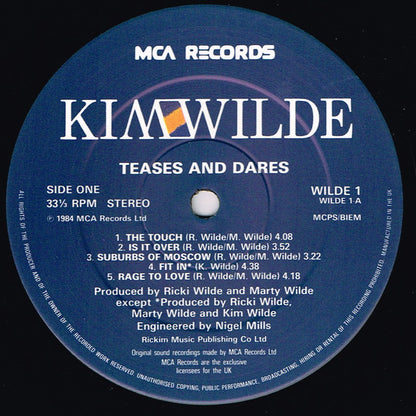 MCA RECORDS
KIM WILDE
TEASES AND DARES
SIDE ONE
33⅓ RPM STEREO
℗ 1984 MCA Records Ltd
WILDE 1
WILDE 1-A
MCPS/BIEM
1. THE TOUCH (R. Wilde/M. Wilde) 4.08
2. IS IT OVER (R. Wilde/M. Wilde) 3.52
3. SUBURBS OF MOSCOW (R. Wilde/M. Wilde) 3.22
4. FIT IN* (K. Wilde) 4.38
5. RAGE TO LOVE (R. Wilde/M. Wilde) 4.18
Produced by Ricki Wilde and Marty Wilde
except *Produced by Ricki Wilde,
Marty Wilde and Kim Wilde
Engineered by Nigel Mills
Rickim Music Publishing Co Ltd
Original sound recordings made by MCA Records Ltd
MCA Records are the exclusive
licensees for the UK
ALL RIGHTS OF THE PRODUCER AND OF THE OWNER OF THE RECORDED WORK RESERVED. UNAUTHORISED COPYING, PUBLIC PERFORMANCE, BROADCASTING, HIRING OR RENTAL OF THIS RECORDING PROHIBITED. MANUFACTURED IN THE UK